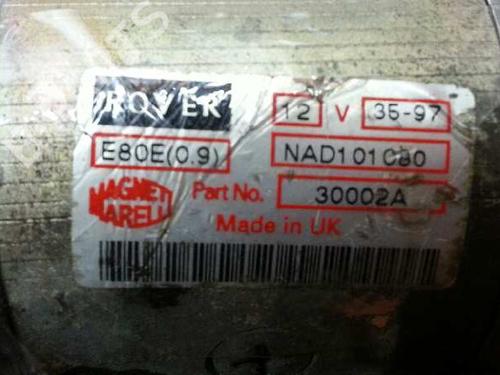 ROVER 12 V 35-97
E80E(0.9) NAD101080
MAGNETI MARELLI Part No. 30002A
Made in UK